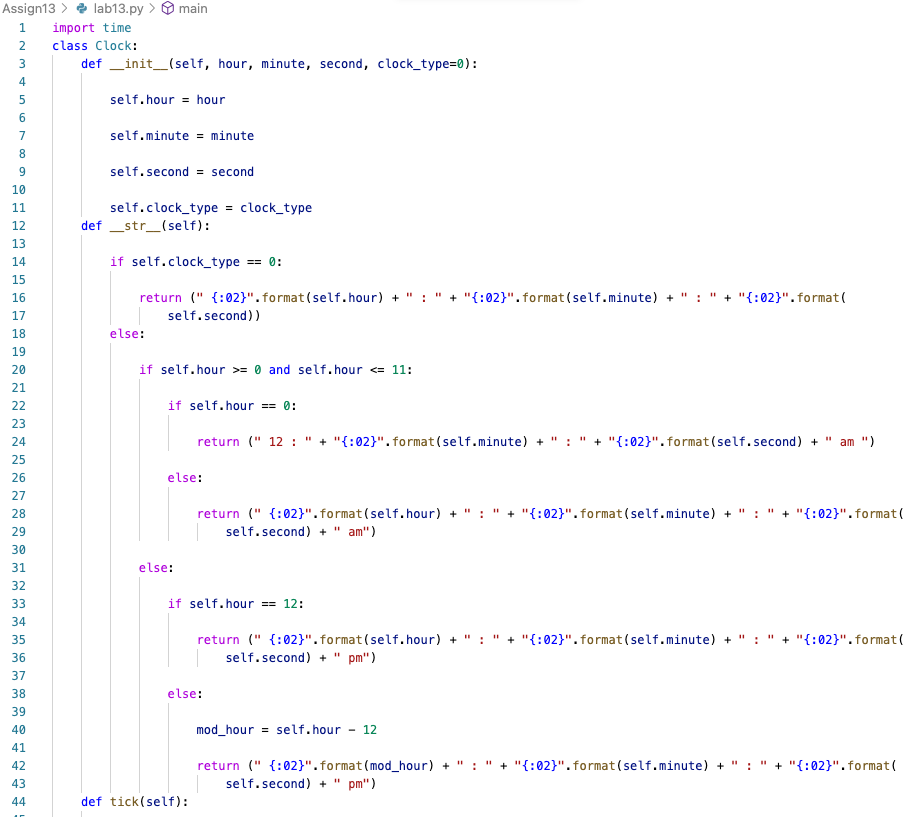 Assign13 > lab13.py > main
1 import time
2 class Clock:
3 def __init__(self, hour, minute, second, clock_type=0):
4
5 self.hour = hour
6
7 self.minute = minute
8
9 self.second = second
10
11 self.clock_type = clock_type
12 def __str__(self):
13
14 if self.clock_type == 0:
15
16 return (" {:02}".format(self.hour) + " : " + "{:02}".format(self.minute) + " : " + "{:02}".format(
17 self.second))
18 else:
19
20 if self.hour >= 0 and self.hour <= 11:
21
22 if self.hour == 0:
23
24 return (" 12 : " + "{:02}".format(self.minute) + " : " + "{:02}".format(self.second) + " am ")
25
26 else:
27
28 return (" {:02}".format(self.hour) + " : " + "{:02}".format(self.minute) + " : " + "{:02}".format(
29 self.second) + " am")
30
31 else:
32
33 if self.hour == 12:
34
35 return (" {:02}".format(self.hour) + " : " + "{:02}".format(self.minute) + " : " + "{:02}".format(
36 self.second) + " pm")
37
38 else:
39
40 mod_hour = self.hour - 12
41
42 return (" {:02}".format(mod_hour) + " : " + "{:02}".format(self.minute) + " : " + "{:02}".format(
43 self.second) + " pm")
44 def tick(self):